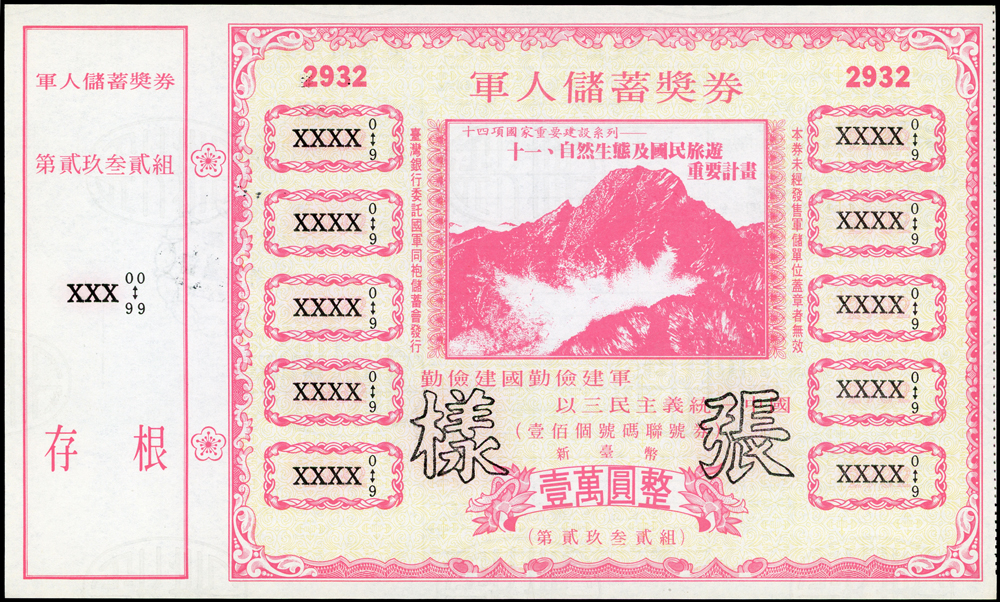 軍人儲蓄獎券
第貳玖叁貳組
XXX 00↕99
存根
2932
軍人儲蓄獎券
2932
XXXX 0↕9
XXXX 0↕9
XXXX 0↕9
XXXX 0↕9
XXXX 0↕9
臺灣銀行委託國軍同袍儲蓄會發行
十四項國家重要建設系列——
十一、自然生態及國民旅遊
重要計畫
本券未經發售軍儲單位蓋章者無效
XXXX 0↕9
XXXX 0↕9
XXXX 0↕9
XXXX 0↕9
XXXX 0↕9
勤儉建國勤儉建軍
以三民主義統一中國
樣張
(壹佰個號碼聯號券
新臺幣
壹萬圓整
(第貳玖叁貳組)